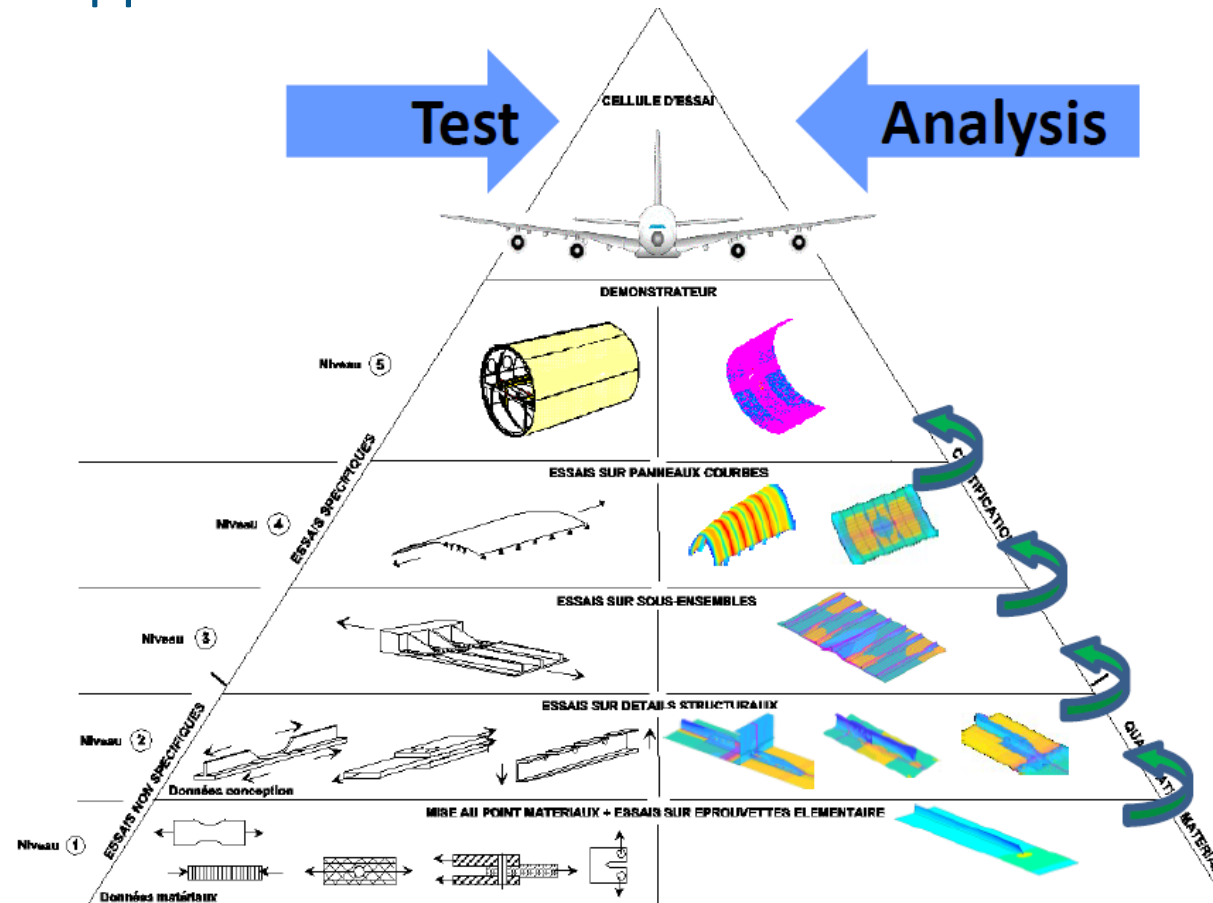 Test
Analysis
CELLULE D'ESSAI
DEMONSTRATEUR
Niveau 5
ESSAIS SUR PANNEAUX COURBES
Niveau 4
ESSAIS SPECIFIQUES
ESSAIS SUR SOUS-ENSEMBLES
Niveau 3
ESSAIS SUR DETAILS STRUCTURAUX
Niveau 2
Données conception
ESSAIS NON SPECIFIQUES
MISE AU POINT MATERIAUX + ESSAIS SUR EPROUVETTES ELEMENTAIRE
Niveau 1
Données matériaux